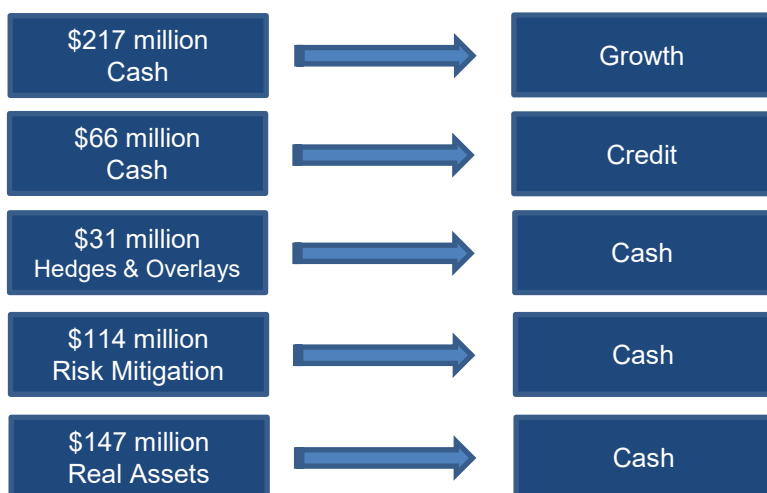 $217 million
Cash
Growth
$66 million
Cash
Credit
$31 million
Hedges & Overlays
Cash
$114 million
Risk Mitigation
Cash
$147 million
Real Assets
Cash